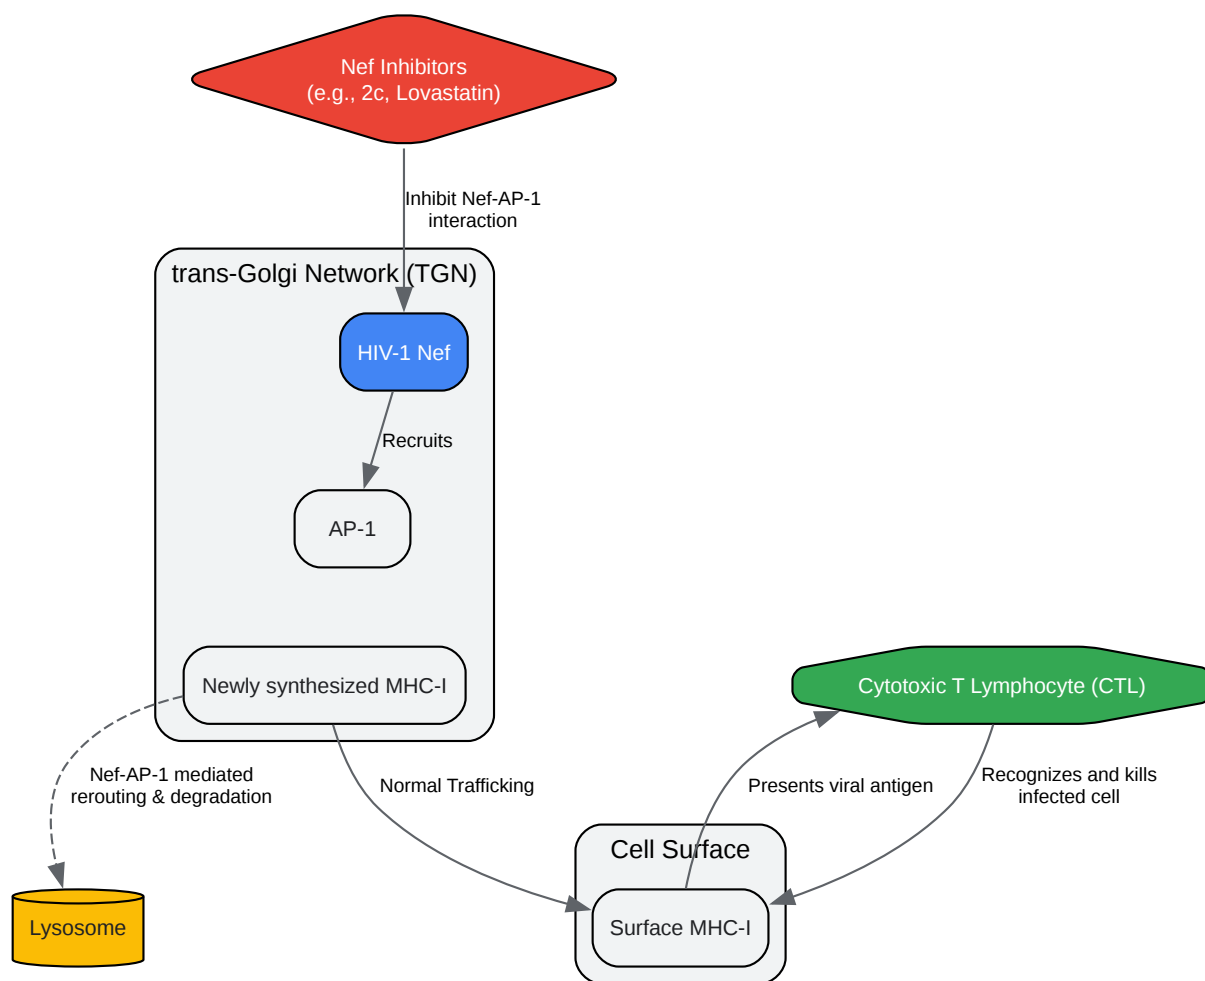 Nef Inhibitors
(e.g., 2c, Lovastatin)
Inhibit Nef-AP-1
interaction
trans-Golgi Network (TGN)
HIV-1 Nef
Recruits
AP-1
Newly synthesized MHC-I
Cytotoxic T Lymphocyte (CTL)
Nef-AP-1 mediated
rerouting & degradation
Normal Trafficking
Presents viral antigen
Recognizes and kills
infected cell
Cell Surface
Lysosome
Surface MHC-I